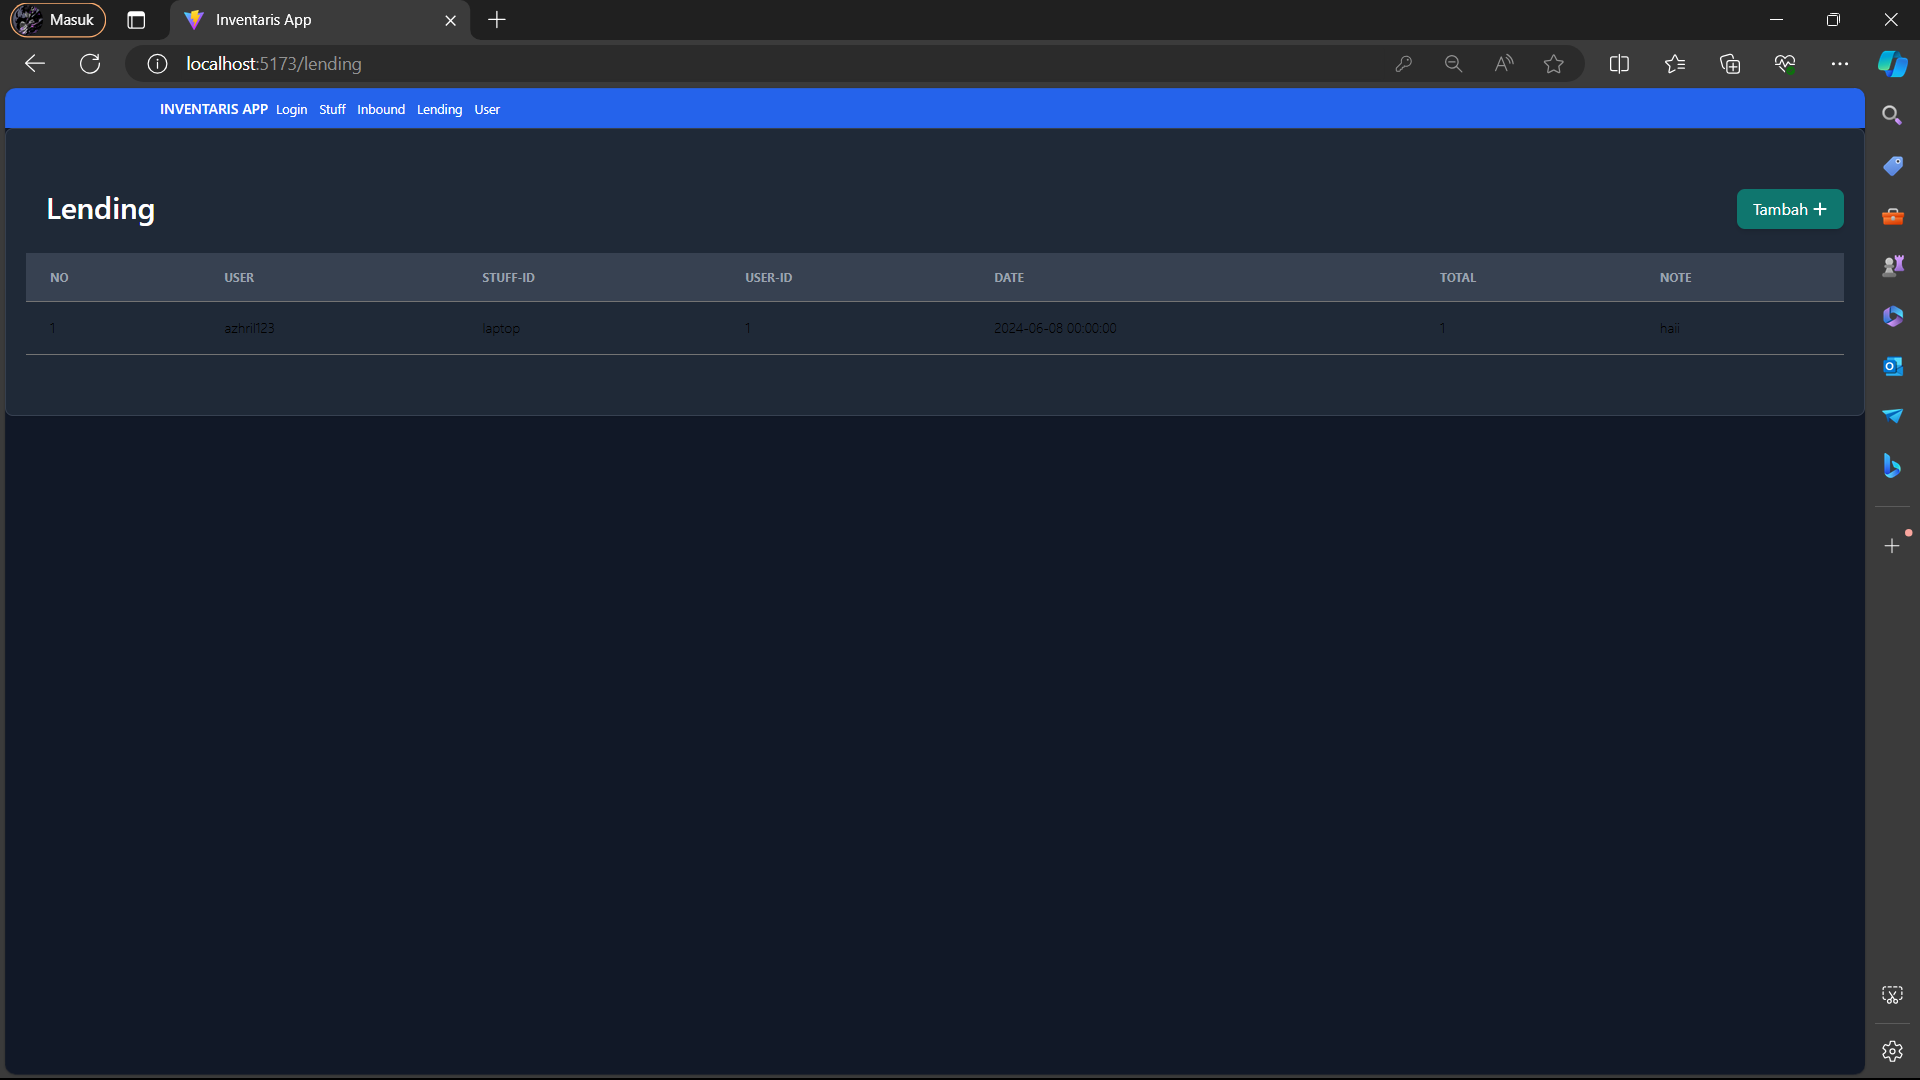 Masuk
Inventaris App
localhost:5173/lending
INVENTARIS APP Login Stuff Inbound Lending User
Lending
Tambah +
NO USER STUFF-ID USER-ID DATE TOTAL NOTE
1 azhril123 laptop 1 2024-06-08 00:00:00 1 haii